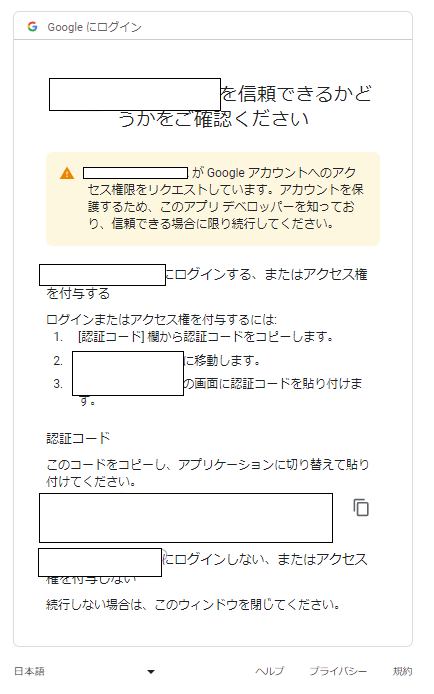 Google にログイン
を信頼できるかど
うかをご確認ください
が Google アカウントへのアク
セス権限をリクエストしています。アカウントを保
護するため、このアプリ デベロッパーを知ってお
り、信頼できる場合に限り続行してください。
にログインする、またはアクセス権
を付与する
ログインまたはアクセス権を付与するには:
1. [認証コード] 欄から認証コードをコピーします。
2. に移動します。
3. の画面に認証コードを貼り付けま
す。
認証コード
このコードをコピーし、アプリケーションに切り替えて貼り
付けてください。
にログインしない、またはアクセス
権を付与しない
続行しない場合は、このウィンドウを閉じてください。
日本語 ヘルプ プライバシー 規約